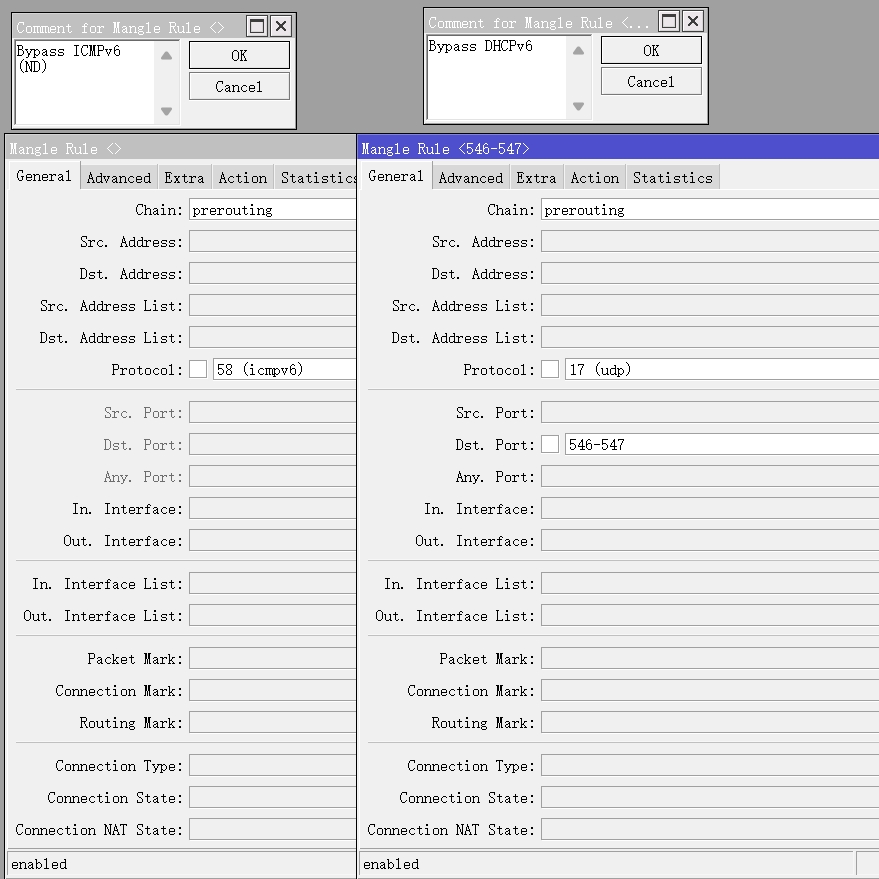 Comment for Mangle Rule <>
Bypass ICMPv6
(ND)
OK
Cancel
Comment for Mangle Rule <...
Bypass DHCPv6
OK
Cancel
Mangle Rule <>
General Advanced Extra Action Statistics
Chain: prerouting
Src. Address:
Dst. Address:
Src. Address List:
Dst. Address List:
Protocol: 58 (icmpv6)
Src. Port:
Dst. Port:
Any. Port:
In. Interface:
Out. Interface:
In. Interface List:
Out. Interface List:
Packet Mark:
Connection Mark:
Routing Mark:
Connection Type:
Connection State:
Connection NAT State:
enabled
Mangle Rule <546-547>
General Advanced Extra Action Statistics
Chain: prerouting
Src. Address:
Dst. Address:
Src. Address List:
Dst. Address List:
Protocol: 17 (udp)
Src. Port:
Dst. Port: 546-547
Any. Port:
In. Interface:
Out. Interface:
In. Interface List:
Out. Interface List:
Packet Mark:
Connection Mark:
Routing Mark:
Connection Type:
Connection State:
Connection NAT State:
enabled